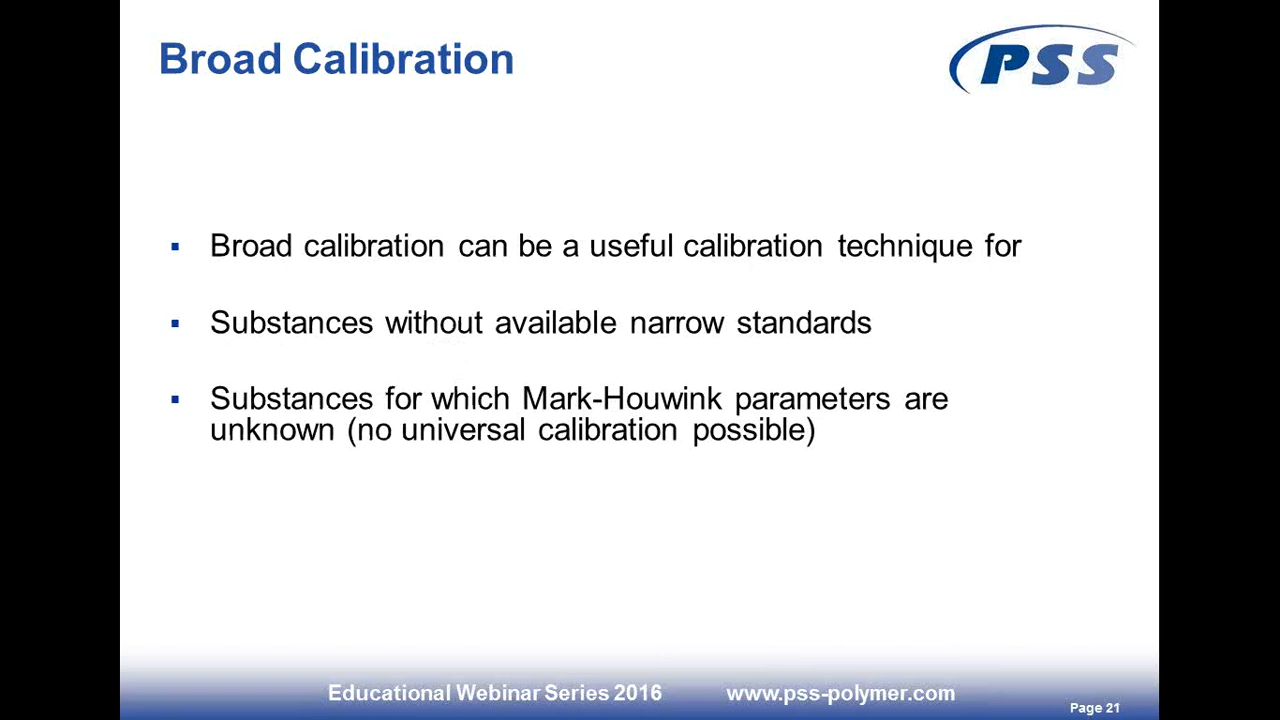 Broad Calibration
PSS
▪ Broad calibration can be a useful calibration technique for
▪ Substances without available narrow standards
▪ Substances for which Mark-Houwink parameters are
unknown (no universal calibration possible)
Educational Webinar Series 2016 www.pss-polymer.com
Page 21